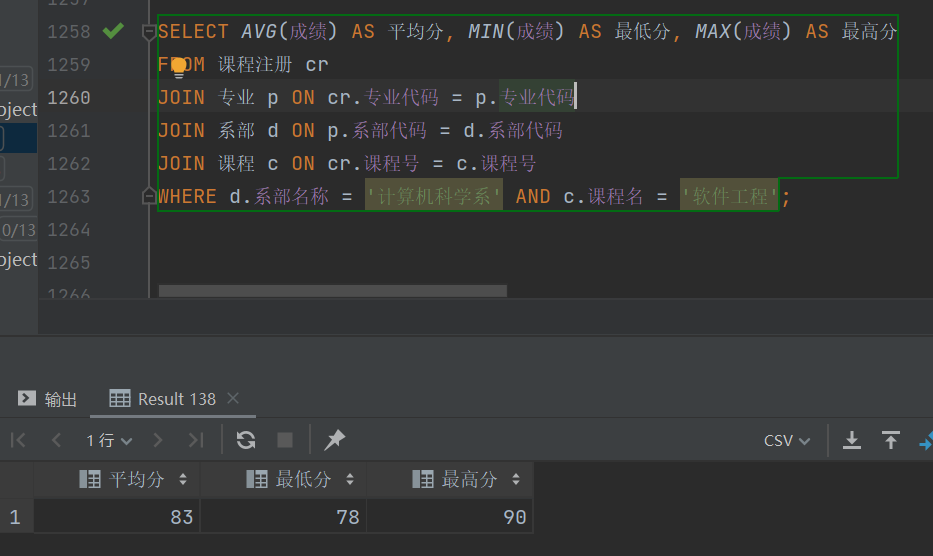 1258 SELECT AVG(成绩) AS 平均分, MIN(成绩) AS 最低分, MAX(成绩) AS 最高分
/13
1259 FROM 课程注册 cr
1260 JOIN 专业 p ON cr.专业代码 = p.专业代码
oject
1261 JOIN 系部 d ON p.系部代码 = d.系部代码
1262 JOIN 课程 c ON cr.课程号 = c.课程号
1263 WHERE d.系部名称 = '计算机科学系' AND c.课程名 = '软件工程';
/13
1264
0/13
1265
oject
1266
输出 Result 138
1 行 CSV
平均分 最低分 最高分
1 83 78 90